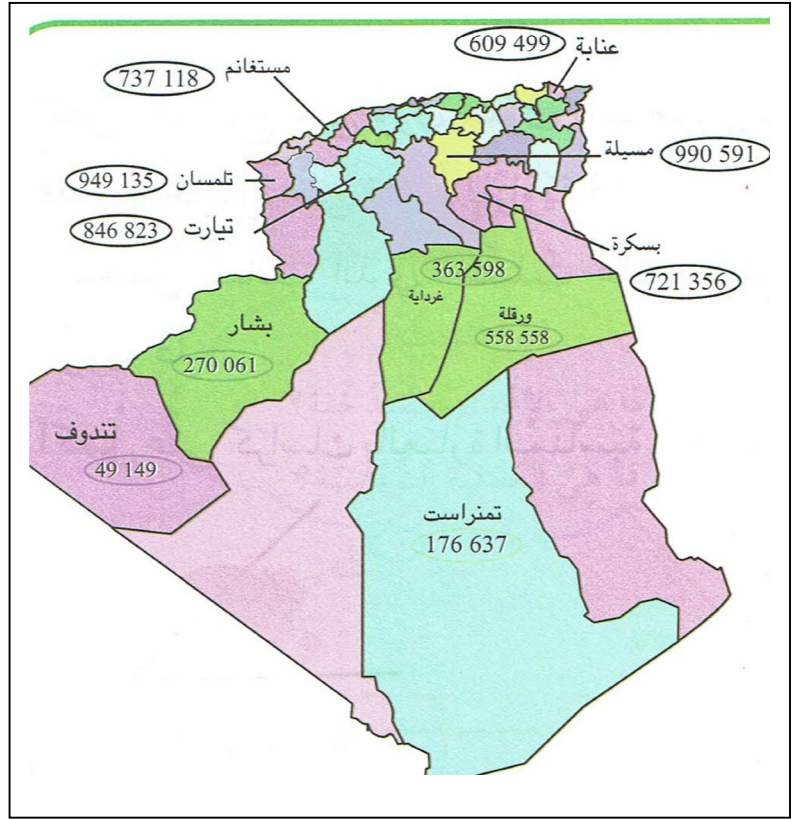 عنابة
609 499
مستغانم
737 118
مسيلة
990 591
تلمسان
949 135
تيارت
846 823
بسكرة
721 356
363 598
غرداية
ورقلة
558 558
بشار
270 061
تندوف
49 149
تمنراست
176 637